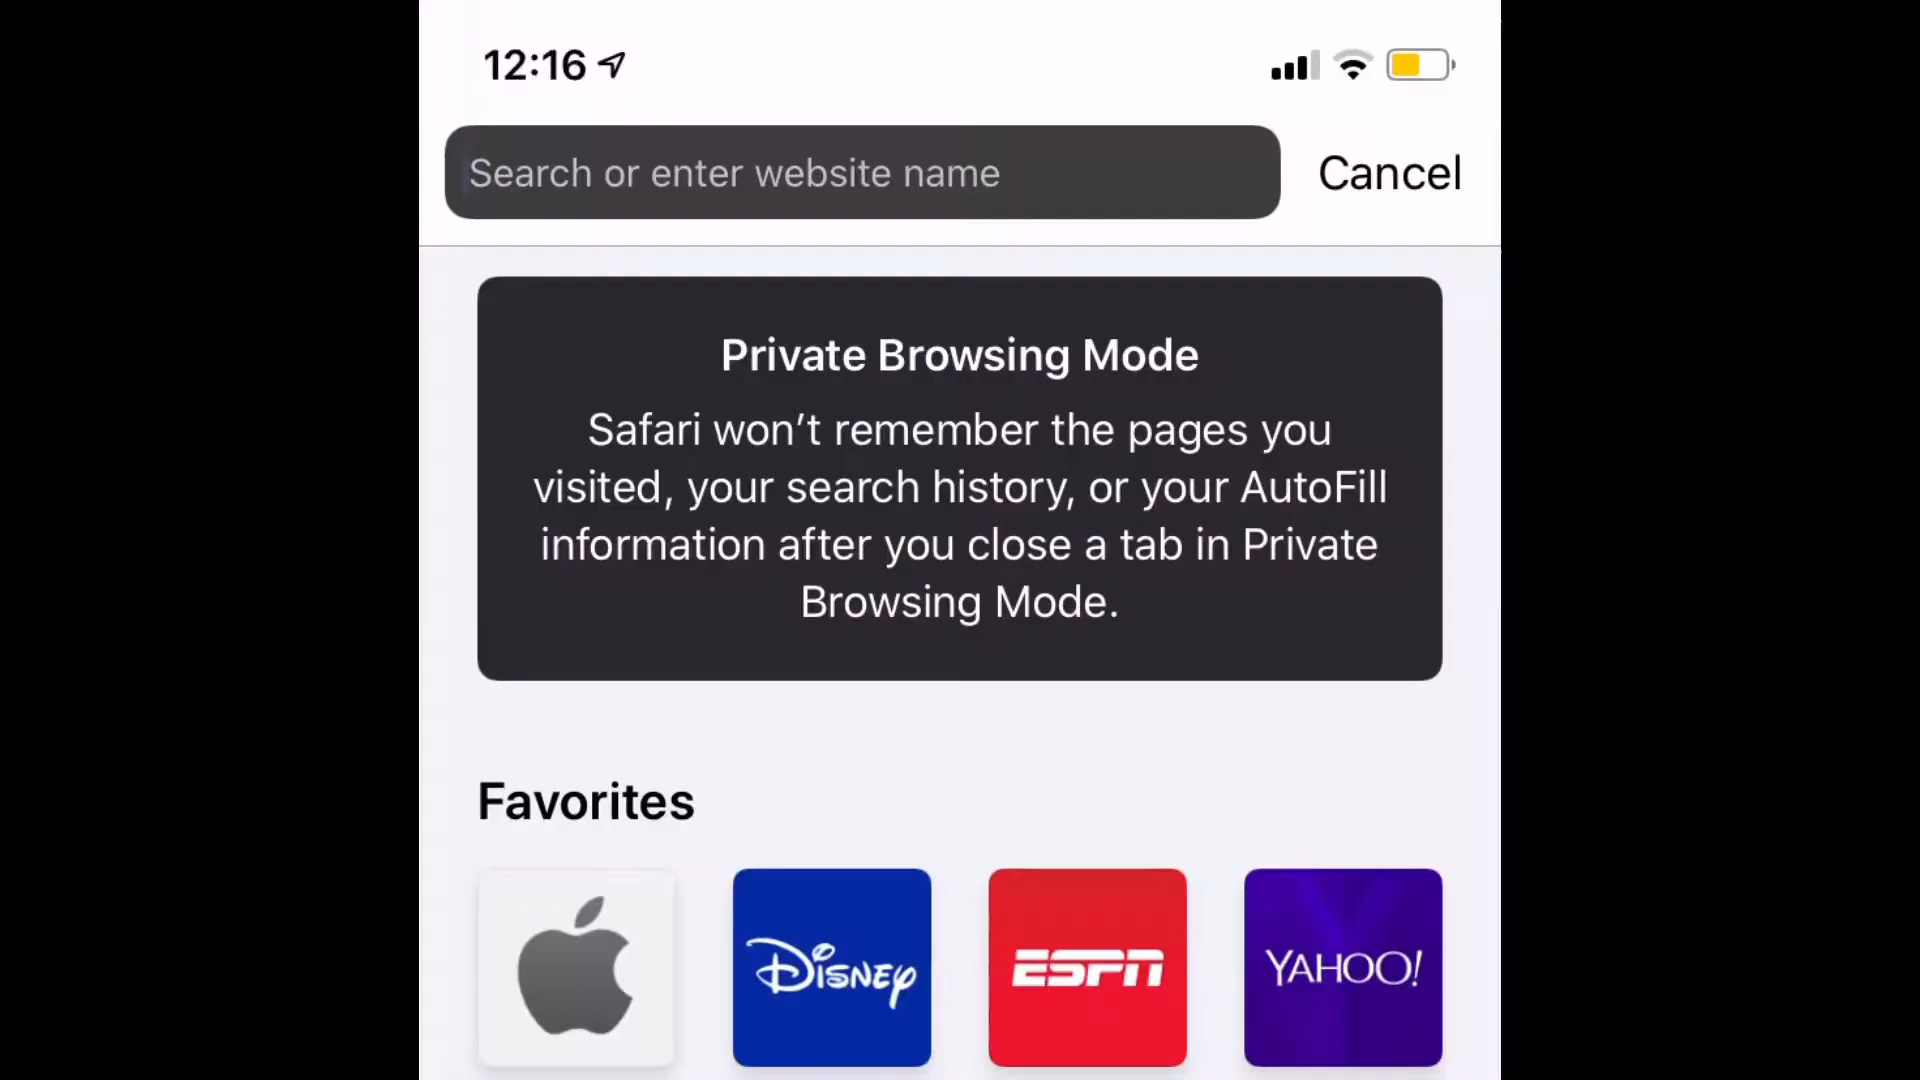 12:16
Search or enter website name
Cancel
Private Browsing Mode
Safari won’t remember the pages you
visited, your search history, or your AutoFill
information after you close a tab in Private
Browsing Mode.
Favorites
Disney
ESPN
YAHOO!